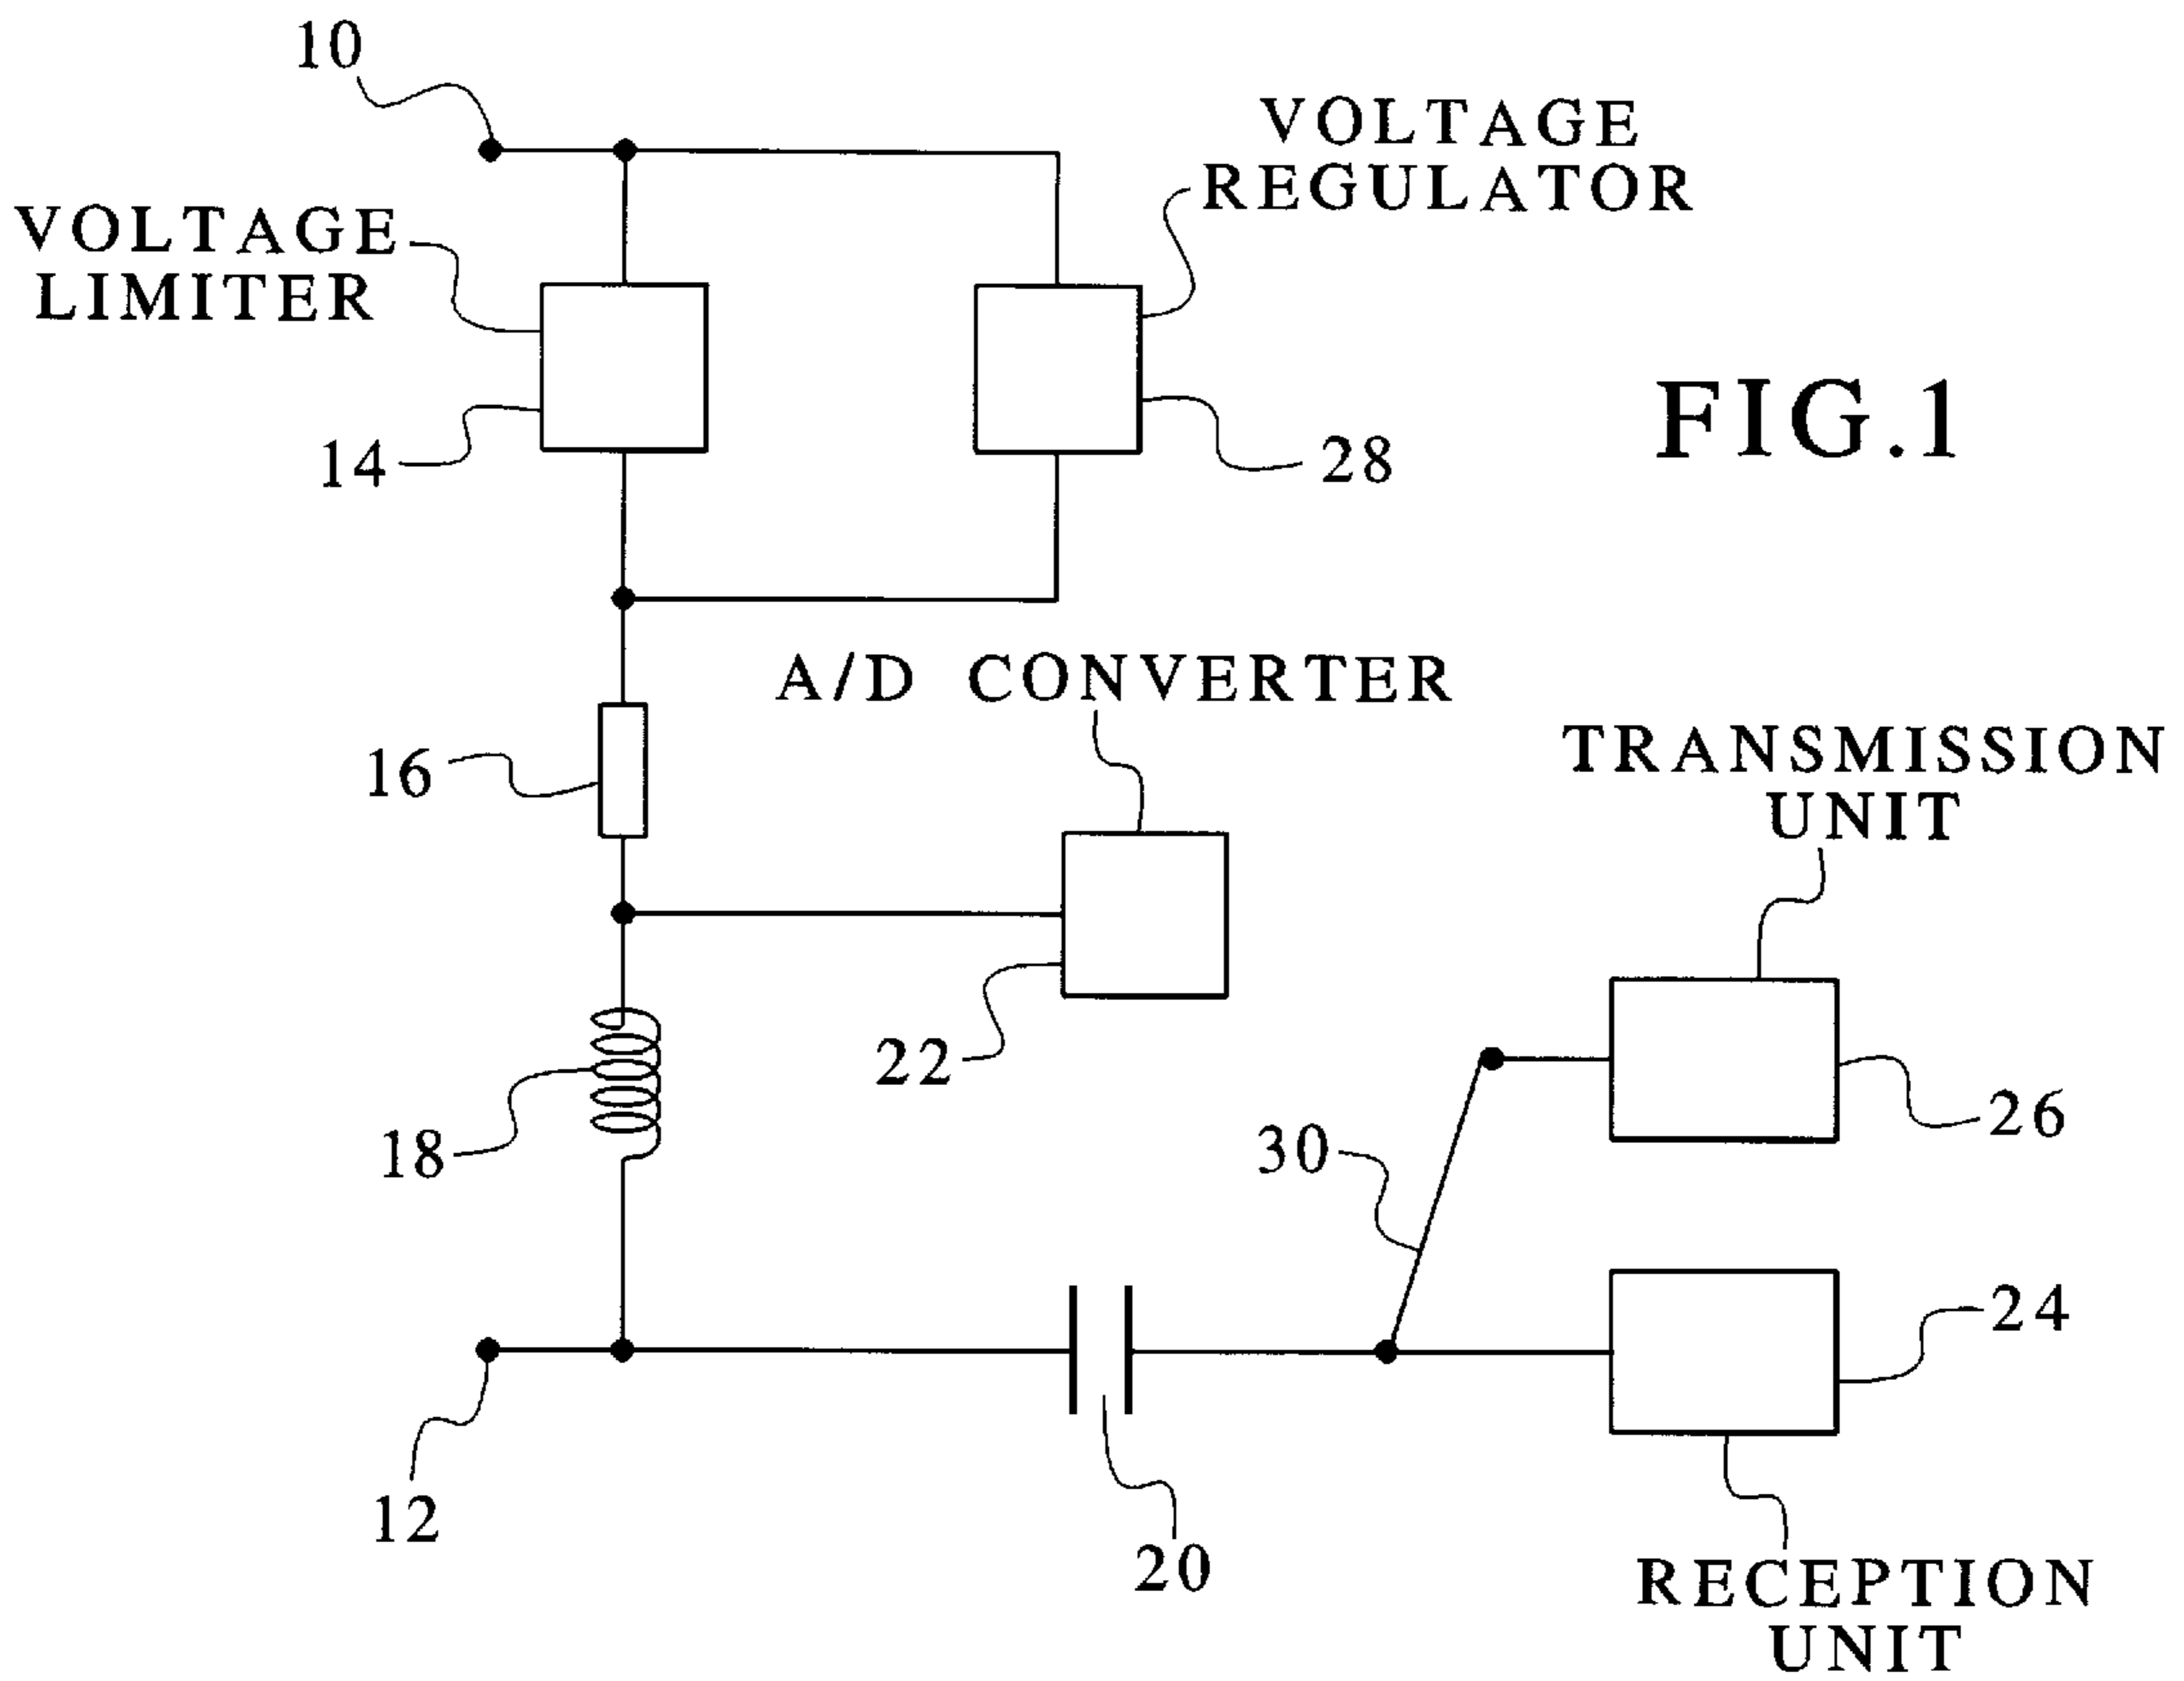 10
VOLTAGE
REGULATOR
VOLTAGE
LIMITER
14
28
FIG.1
A/D CONVERTER
16
TRANSMISSION
UNIT
22
18
30
26
24
12
20
RECEPTION
UNIT